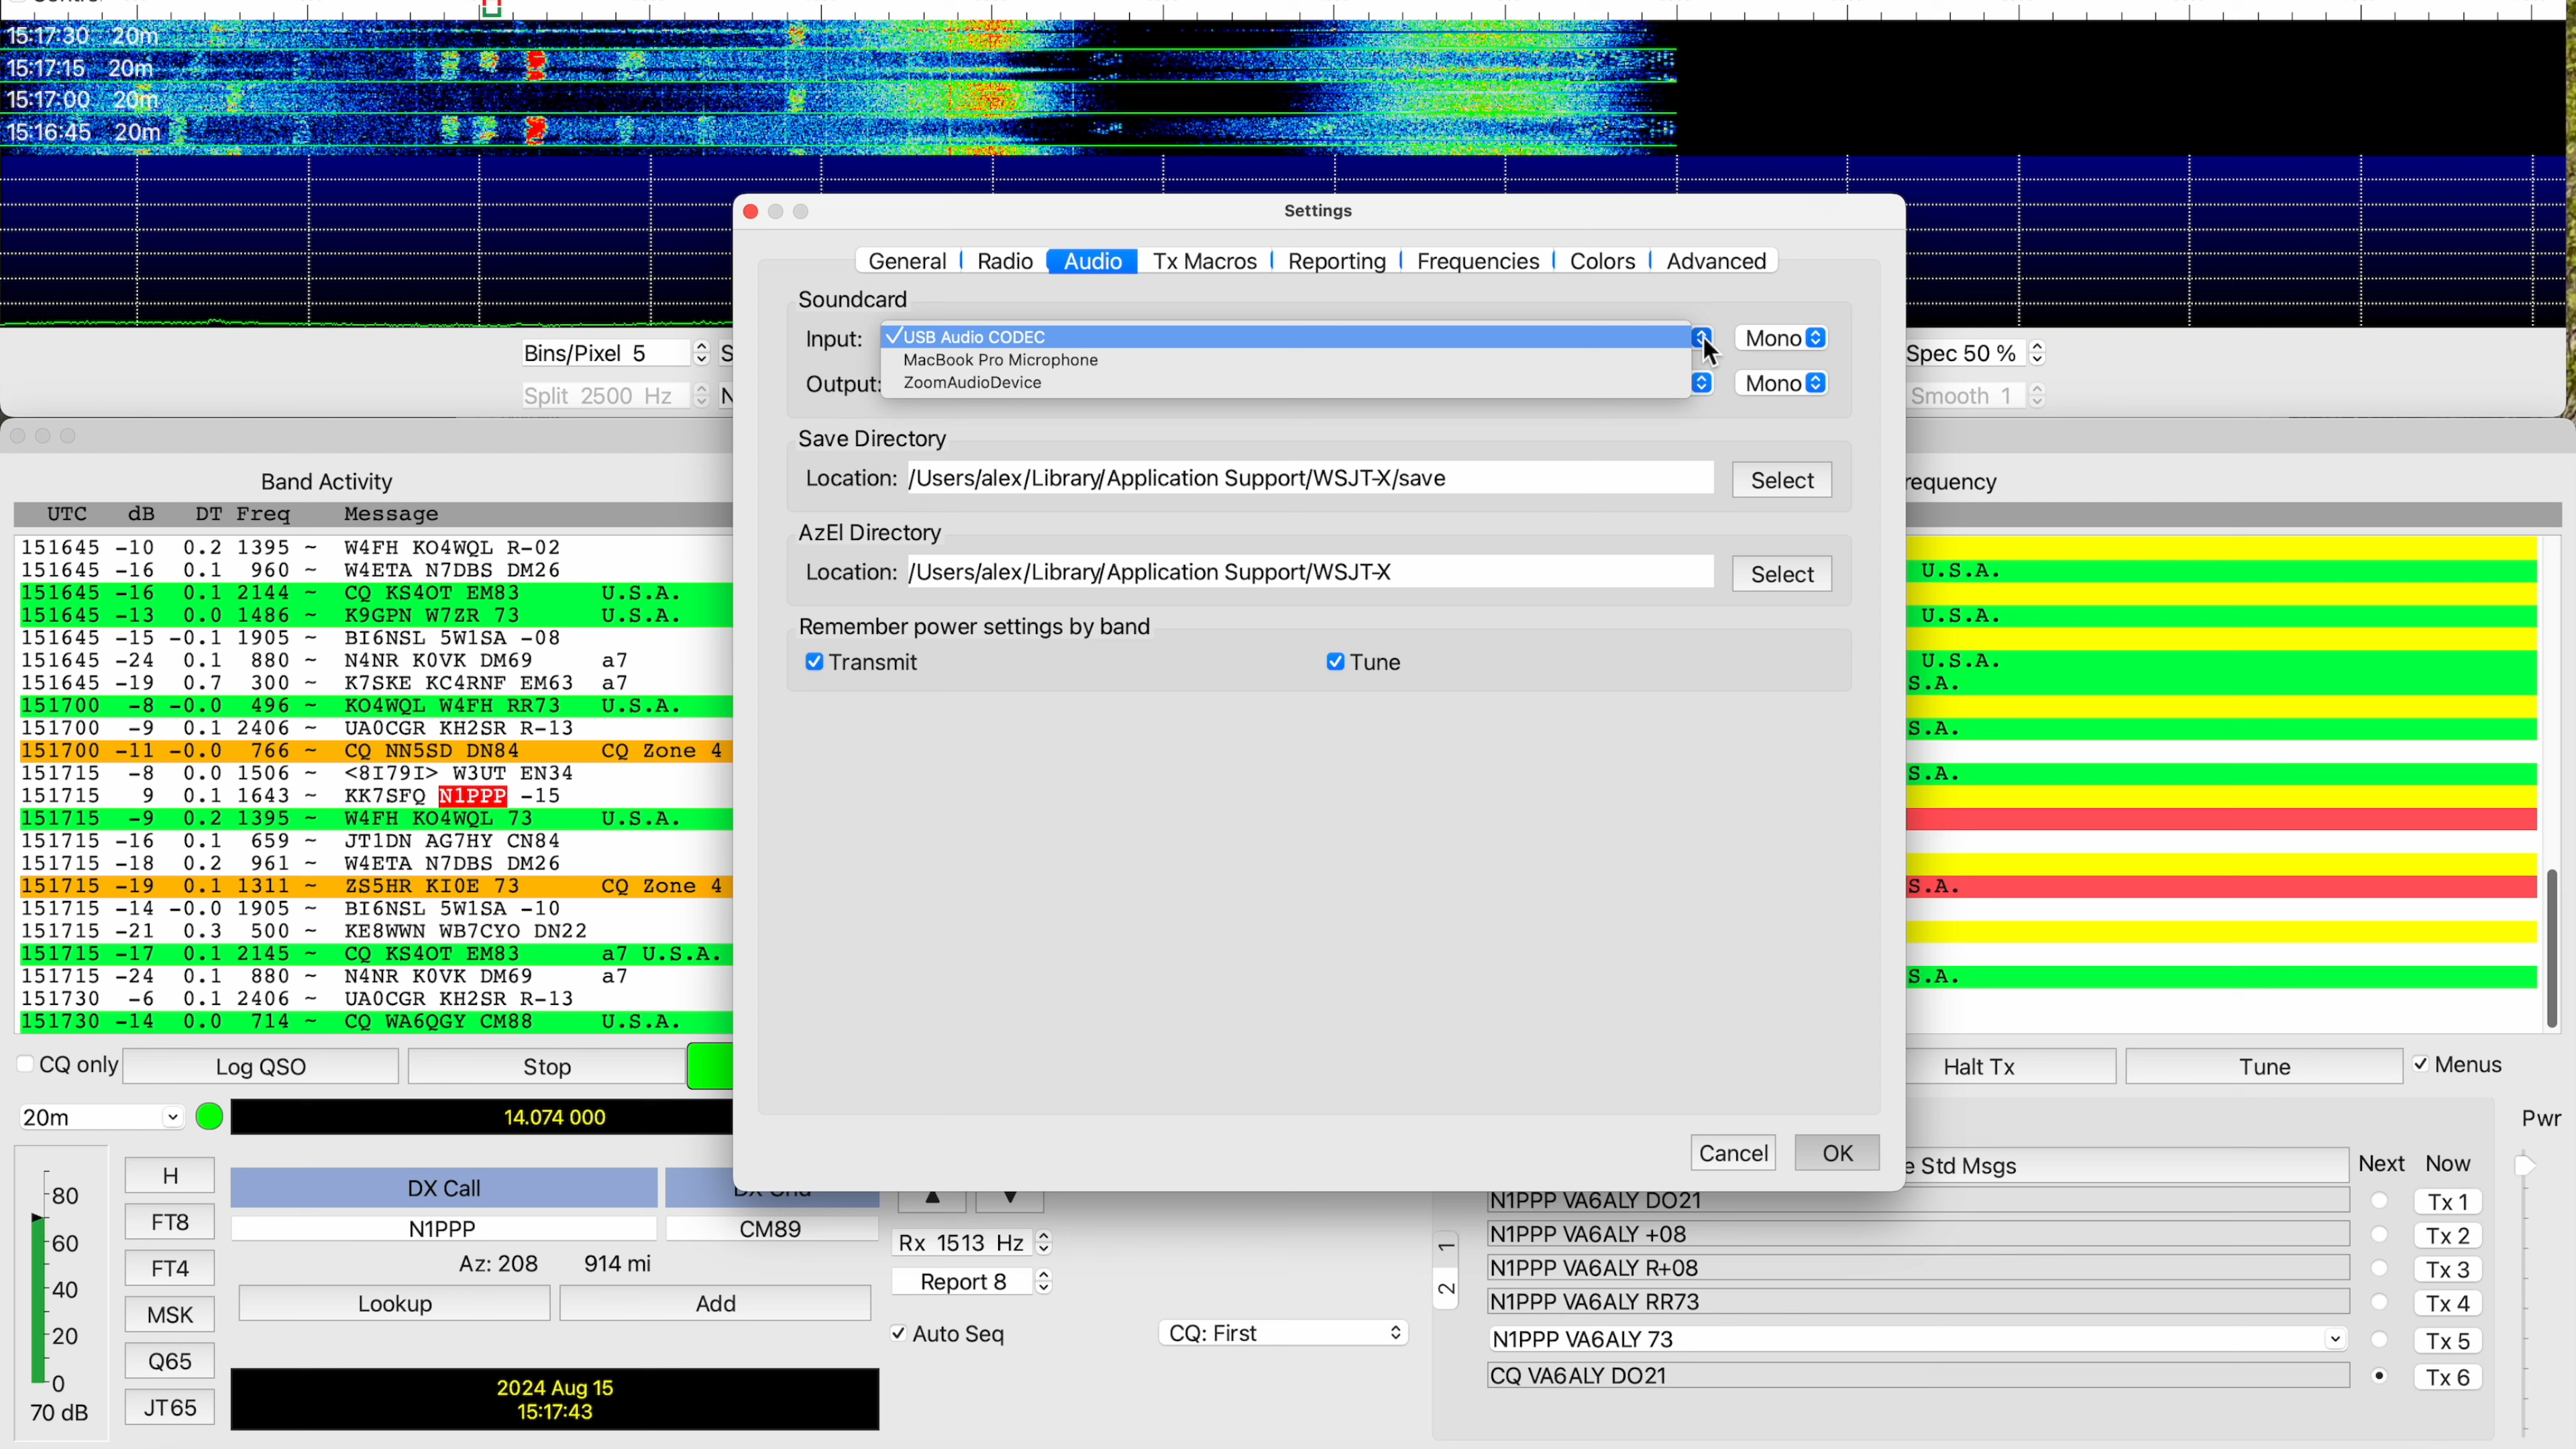 15:17:30 20m
15:17:15 20m
15:17:00 20m
15:16:45 20m
Settings
General Radio Audio Tx Macros Reporting Frequencies Colors Advanced
Soundcard
Input: ✓USB Audio CODEC Mono
MacBook Pro Microphone
Output: ZoomAudioDevice Mono
Save Directory
Location: /Users/alex/Library/Application Support/WSJT-X/save Select
AzEl Directory
Location: /Users/alex/Library/Application Support/WSJT-X Select
Remember power settings by band
Transmit Tune
Cancel OK
Bins/Pixel 5 S
Split 2500 Hz N
Spec 50 %
Smooth 1
Band Activity
UTC dB DT Freq Message
151645 -10 0.2 1395 ~ W4FH KO4WQL R-02
151645 -16 0.1 960 ~ W4ETA N7DBS DM26
151645 -16 0.1 2144 ~ CQ KS4OT EM83 U.S.A.
151645 -13 0.0 1486 ~ K9GPN W7ZR 73 U.S.A.
151645 -15 -0.1 1905 ~ BI6NSL 5W1SA -08
151645 -24 0.1 880 ~ N4NR K0VK DM69 a7
151645 -19 0.7 300 ~ K7SKE KC4RNF EM63 a7
151700 -8 -0.0 496 ~ KO4WQL W4FH RR73 U.S.A.
151700 -9 0.1 2406 ~ UA0CGR KH2SR R-13
151700 -11 -0.0 766 ~ CQ NN5SD DN84 CQ Zone 4
151715 -8 0.0 1506 ~ <8I79I> W3UT EN34
151715 9 0.1 1643 ~ KK7SFQ N1PPP -15
151715 -9 0.2 1395 ~ W4FH KO4WQL 73 U.S.A.
151715 -16 0.1 659 ~ JT1DN AG7HY CN84
151715 -18 0.2 961 ~ W4ETA N7DBS DM26
151715 -19 0.1 1311 ~ ZS5HR KI0E 73 CQ Zone 4
151715 -14 -0.0 1905 ~ BI6NSL 5W1SA -10
151715 -21 0.3 500 ~ KE8WWN WB7CYO DN22
151715 -17 0.1 2145 ~ CQ KS4OT EM83 a7 U.S.A.
151715 -24 0.1 880 ~ N4NR K0VK DM69 a7
151730 -6 0.1 2406 ~ UA0CGR KH2SR R-13
151730 -14 0.0 714 ~ CQ WA6QGY CM88 U.S.A.
requency
U.S.A.
U.S.A.
U.S.A.
S.A.
S.A.
S.A.
S.A.
S.A.
CQ only Log QSO Stop
Halt Tx Tune Menus
20m 14.074 000
Pwr
80
60
40
20
0
70 dB
H
FT8
FT4
MSK
Q65
JT65
DX Call
N1PPP CM89
Az: 208 914 mi
Lookup Add
2024 Aug 15
15:17:43
Rx 1513 Hz
Report 8
Auto Seq CQ: First
1
2
e Std Msgs Next Now
N1PPP VA6ALY DO21 Tx 1
N1PPP VA6ALY +08 Tx 2
N1PPP VA6ALY R+08 Tx 3
N1PPP VA6ALY RR73 Tx 4
N1PPP VA6ALY 73 Tx 5
CQ VA6ALY DO21 Tx 6